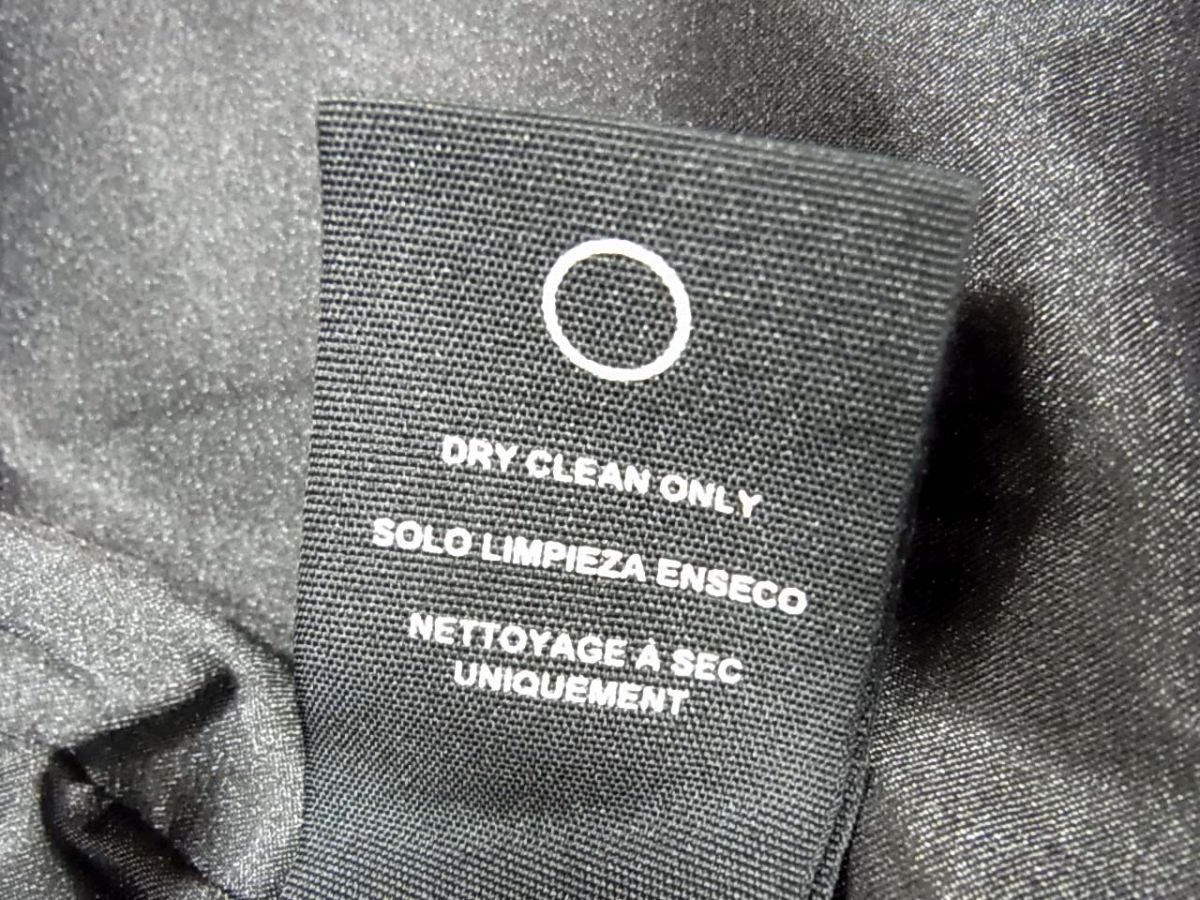 DRY CLEAN ONLY
SOLO LIMPIEZA ENSECO
NETTOYAGE À SEC
UNIQUEMENT